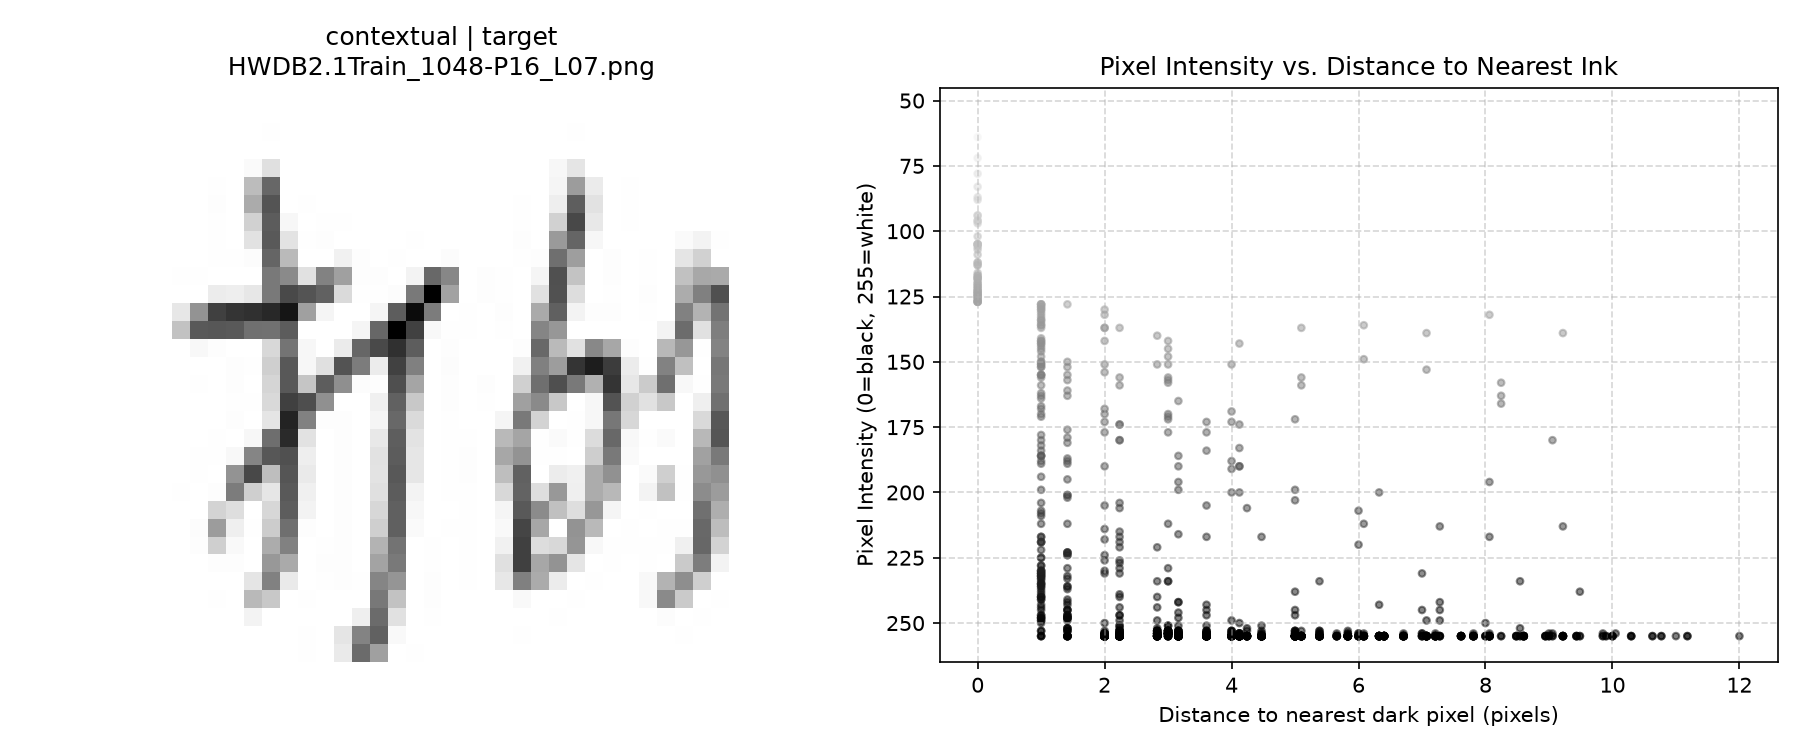 contextual | target
HWDB2.1Train_1048-P16_L07.png
打的
Pixel Intensity vs. Distance to Nearest Ink
Pixel Intensity (0=black, 255=white)
50
75
100
125
150
175
200
225
250
0 2 4 6 8 10 12
Distance to nearest dark pixel (pixels)